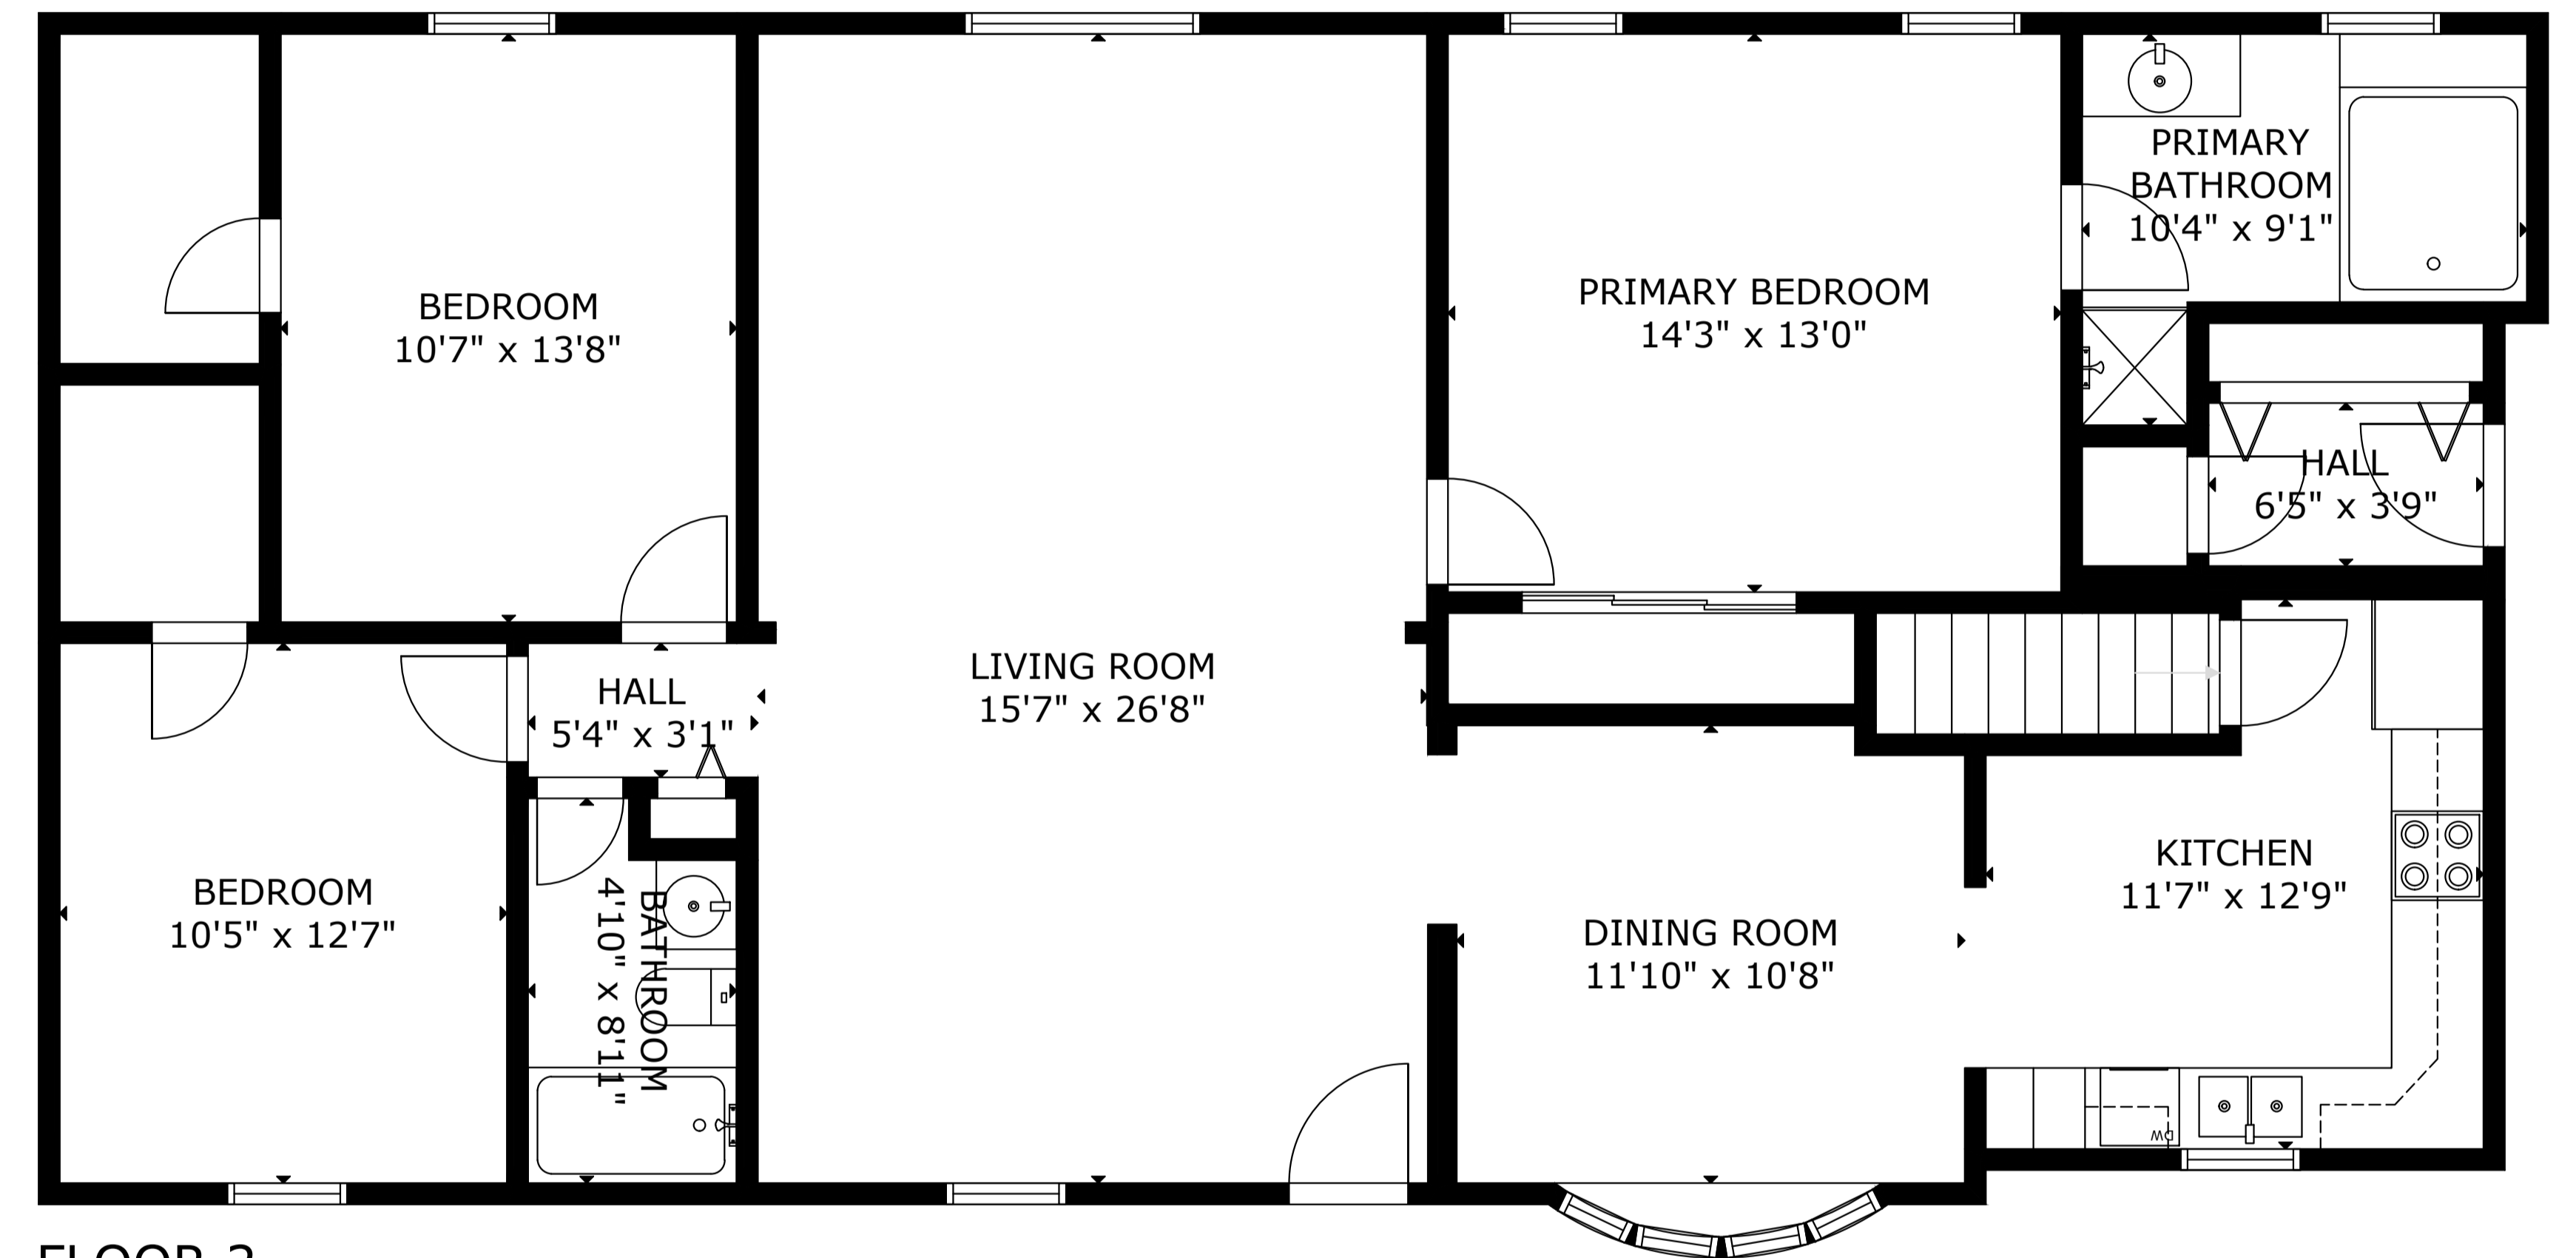 BEDROOM
10'7" x 13'8"
PRIMARY
BATHROOM
10'4" x 9'1"
PRIMARY BEDROOM
14'3" x 13'0"
HALL
6'5" x 3'9"
LIVING ROOM
15'7" x 26'8"
HALL
5'4" x 3'1"
BEDROOM
10'5" x 12'7"
BATHROOM
4'10" x 8'11"
DINING ROOM
11'10" x 10'8"
KITCHEN
11'7" x 12'9"
DW
FLOOR